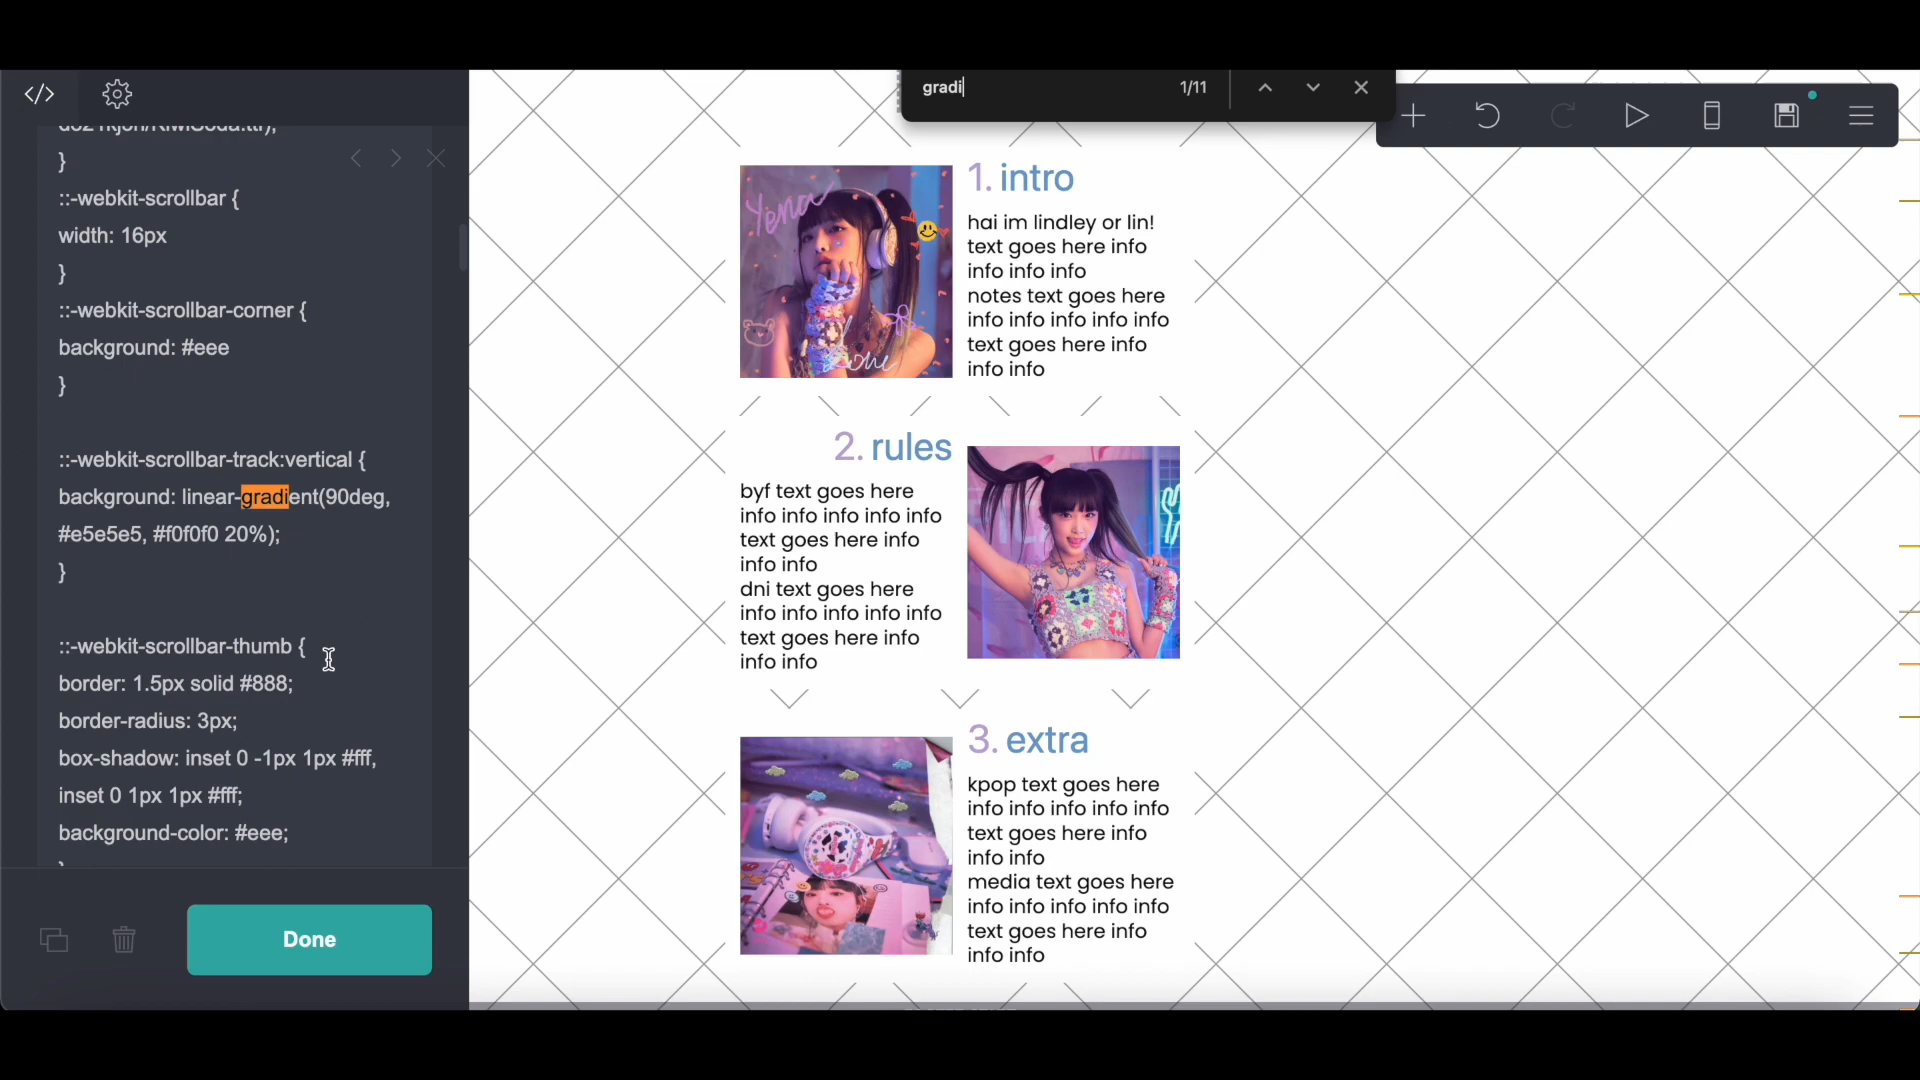 gradi
1/11
}
::-webkit-scrollbar {
width: 16px
}
::-webkit-scrollbar-corner {
background: #eee
}
::-webkit-scrollbar-track:vertical {
background: linear-gradient(90deg,
#e5e5e5, #f0f0f0 20%);
}
::-webkit-scrollbar-thumb {
border: 1.5px solid #888;
border-radius: 3px;
box-shadow: inset 0 -1px 1px #fff,
inset 0 1px 1px #fff;
background-color: #eee;
Done
Yena
1. intro
hai im lindley or lin!
text goes here info
info info info
notes text goes here
info info info info info
text goes here info
info info
2. rules
byf text goes here
info info info info info
text goes here info
info info
dni text goes here
info info info info info
text goes here info
info info
3. extra
kpop text goes here
info info info info info
text goes here info
info info
media text goes here
info info info info info
text goes here info
info info